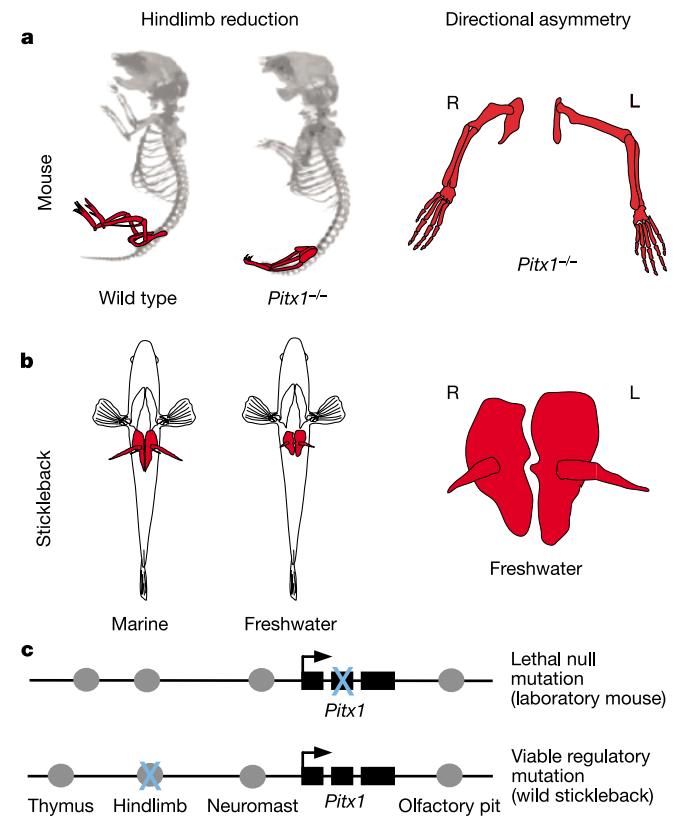 Hindlimb reduction
Directional asymmetry
a
Mouse
R
L
Wild type
Pitx1–/–
Pitx1–/–
b
Stickleback
R
L
Marine
Freshwater
Freshwater
c
Pitx1
Lethal null
mutation
(laboratory mouse)
Thymus
Hindlimb
Neuromast
Pitx1
Olfactory pit
Viable regulatory
mutation
(wild stickleback)